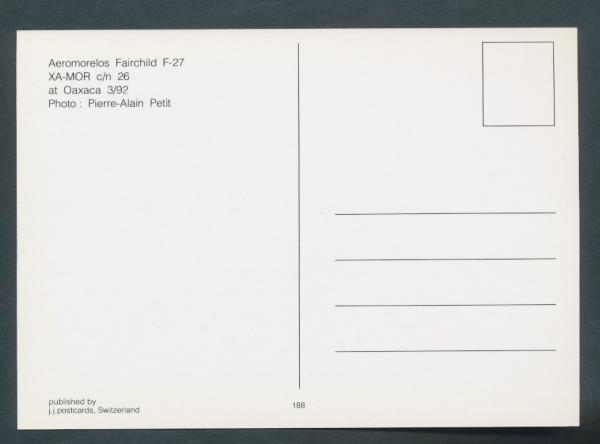 Aeromorelos Fairchild F-27
XA-MOR c/n 26
at Oaxaca 3/92
Photo : Pierre-Alain Petit
published by
j.j.postcards, Switzerland
188